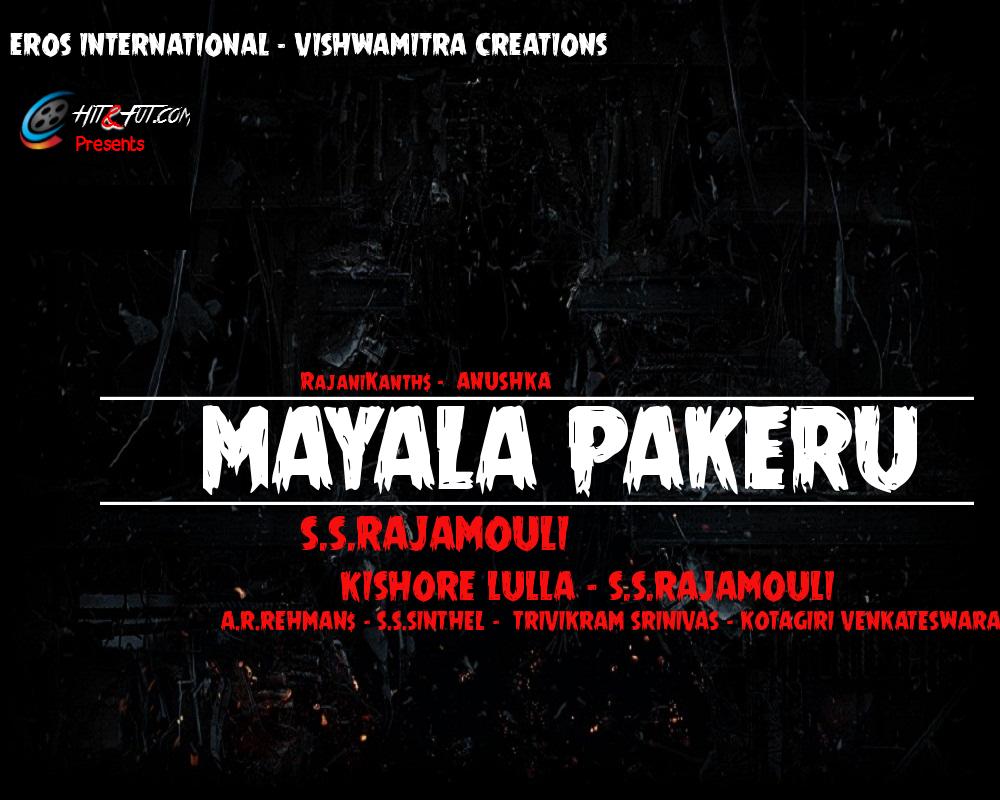 EROS INTERNATIONAL - VISHWAMITRA CREATIONS
HIT&FUT.COM
Presents
RAJANIKANTH$ - ANUSHKA
MAYALA PAKERU
S.S.RAJAMOULI
KISHORE LULLA - S.S.RAJAMOULI
A.R.REHMAN$ - S.S.SINTHEL - TRIVIKRAM SRINIVAS - KOTAGIRI VENKATESWARA